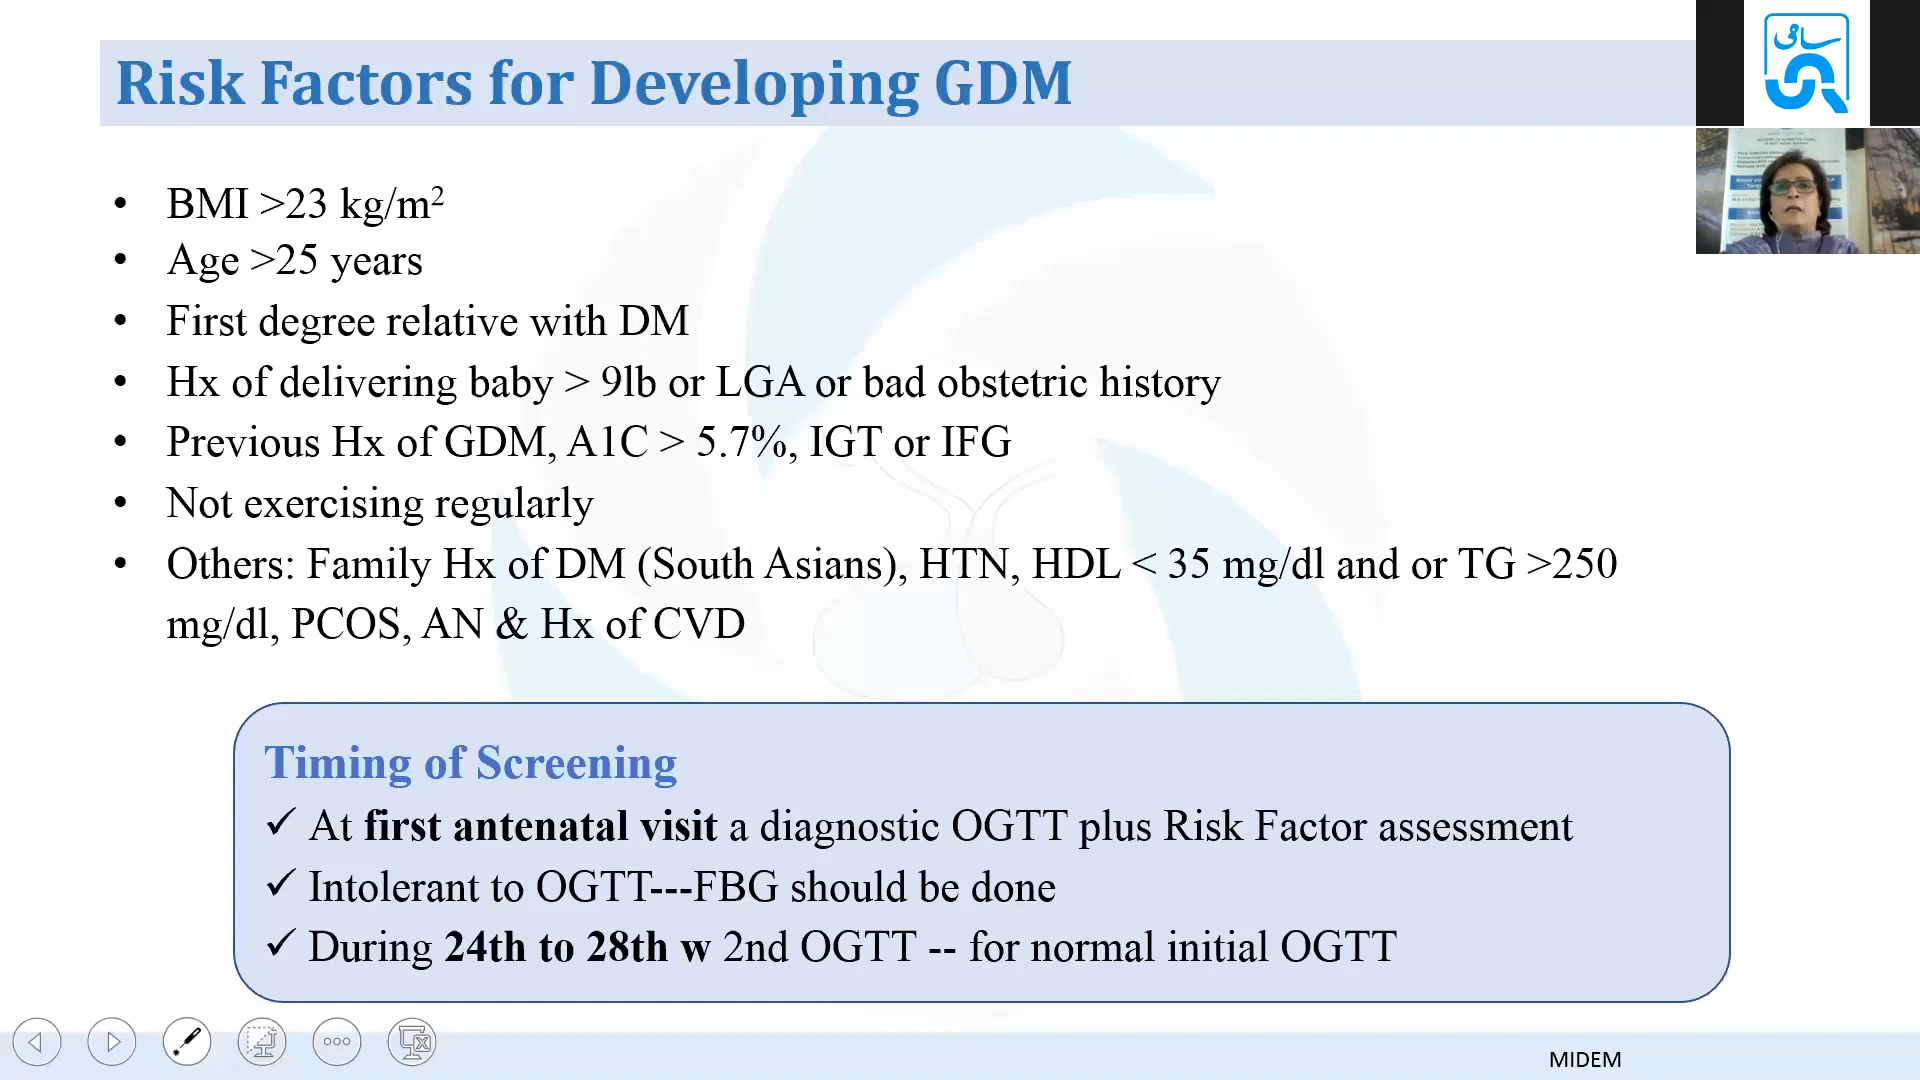 Risk Factors for Developing GDM
سامی
• BMI >23 kg/m²
• Age >25 years
• First degree relative with DM
• Hx of delivering baby > 9lb or LGA or bad obstetric history
• Previous Hx of GDM, A1C > 5.7%, IGT or IFG
• Not exercising regularly
• Others: Family Hx of DM (South Asians), HTN, HDL < 35 mg/dl and or TG >250
mg/dl, PCOS, AN & Hx of CVD
Timing of Screening
✓ At first antenatal visit a diagnostic OGTT plus Risk Factor assessment
✓ Intolerant to OGTT---FBG should be done
✓ During 24th to 28th w 2nd OGTT -- for normal initial OGTT
MIDEM